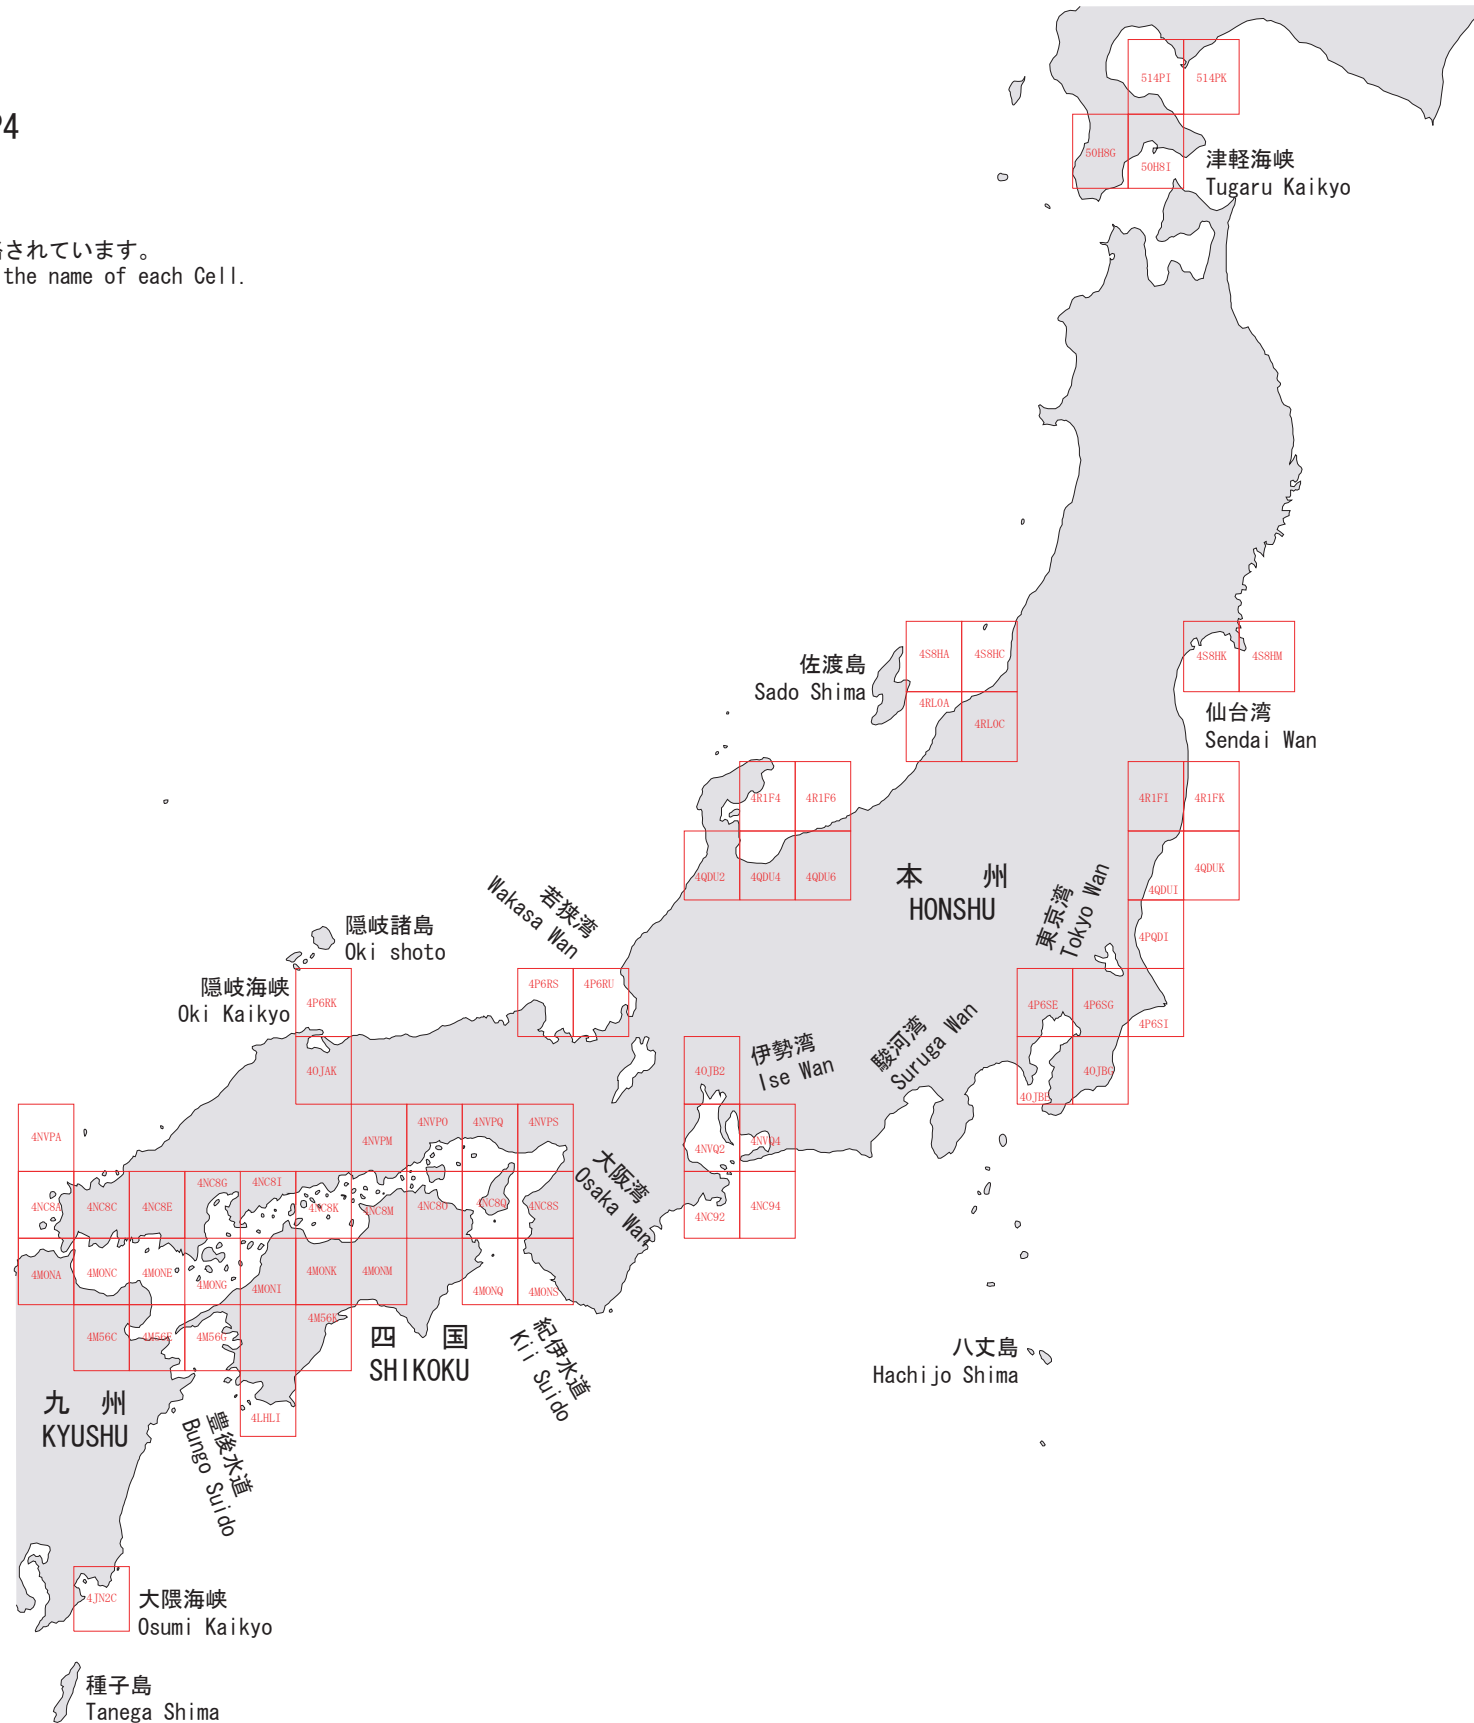 P4
514PI
514PK
50H8G
50H8I
津軽海峡
Tugaru Kaikyo
されています。
the name of each Cell.
佐渡島
Sado Shima
4S8HA
4S8HC
4RL0A
4RL0C
4S8HK
4S8HM
仙台湾
Sendai Wan
4R1F4
4R1F6
4R1FI
4R1FK
4QDU2
4QDU4
4QDU6
4QDUI
4QDUK
本 州
HONSHU
東京湾
Tokyo Wan
若狭湾
Wakasa Wan
隠岐諸島
Oki shoto
隠岐海峡
Oki Kaikyo
4PQDI
4P6RK
4P6RS
4P6RU
4P6SE
4P6SG
4P6SI
伊勢湾
Ise Wan
駿河湾
Suruga Wan
4OJAK
4OJB2
4OJBE
4OJBG
4NVPA
4NVPM
4NVPO
4NVPQ
4NVPS
4NVQ2
4NVQ4
大阪湾
Osaka Wan
4NC8A
4NC8C
4NC8E
4NC8G
4NC8I
4NC8K
4NC8M
4NC8O
4NC8Q
4NC8S
4NC92
4NC94
4MONA
4MONC
4MONE
4MONG
4MONI
4MONK
4MONM
4MONQ
4MONS
4M56C
4M56E
4M56G
4M56K
四 国
SHIKOKU
紀伊水道
Kii Suido
八丈島
Hachijo Shima
九 州
KYUSHU
豊後水道
Bungo Suido
4LHLI
4JN2C
大隈海峡
Osumi Kaikyo
種子島
Tanega Shima